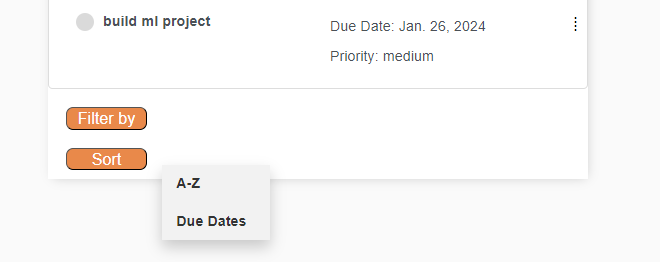 build ml project
Due Date: Jan. 26, 2024
Priority: medium
Filter by
Sort
A-Z
Due Dates